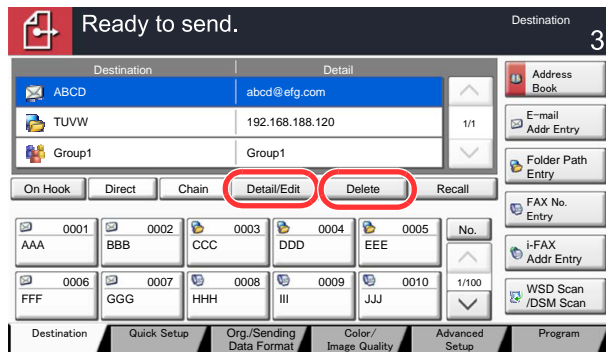 Ready to send.
Destination
3
Destination Detail
ABCD abcd@efg.com
TUVW 192.168.188.120 1/1
Group1 Group1
On Hook Direct Chain Detail/Edit Delete Recall
0001 0002 0003 0004 0005 No.
AAA BBB CCC DDD EEE
0006 0007 0008 0009 0010 1/100
FFF GGG HHH III JJJ
Address
Book
E-mail
Addr Entry
Folder Path
Entry
FAX No.
Entry
i-FAX
Addr Entry
WSD Scan
/DSM Scan
Destination Quick Setup Org./Sending Color/ Advanced Program
Data Format Image Quality Setup